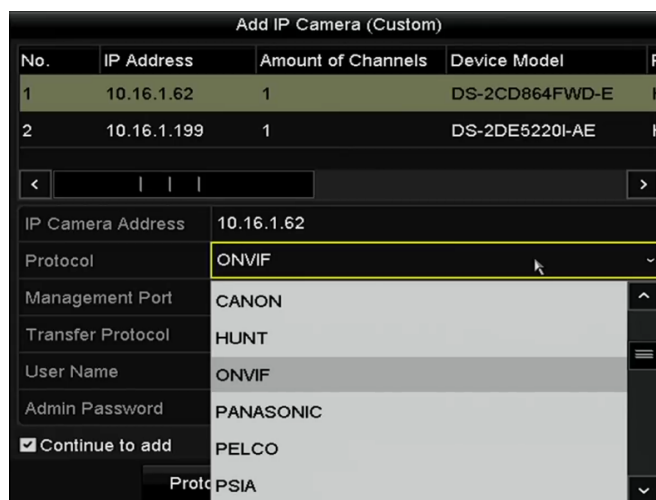 Add IP Camera (Custom)
No. IP Address Amount of Channels Device Model
1 10.16.1.62 1 DS-2CD864FWD-E
2 10.16.1.199 1 DS-2DE5220I-AE
IP Camera Address 10.16.1.62
Protocol ONVIF
Management Port CANON
Transfer Protocol HUNT
User Name ONVIF
Admin Password PANASONIC
Continue to add PELCO
PSIA